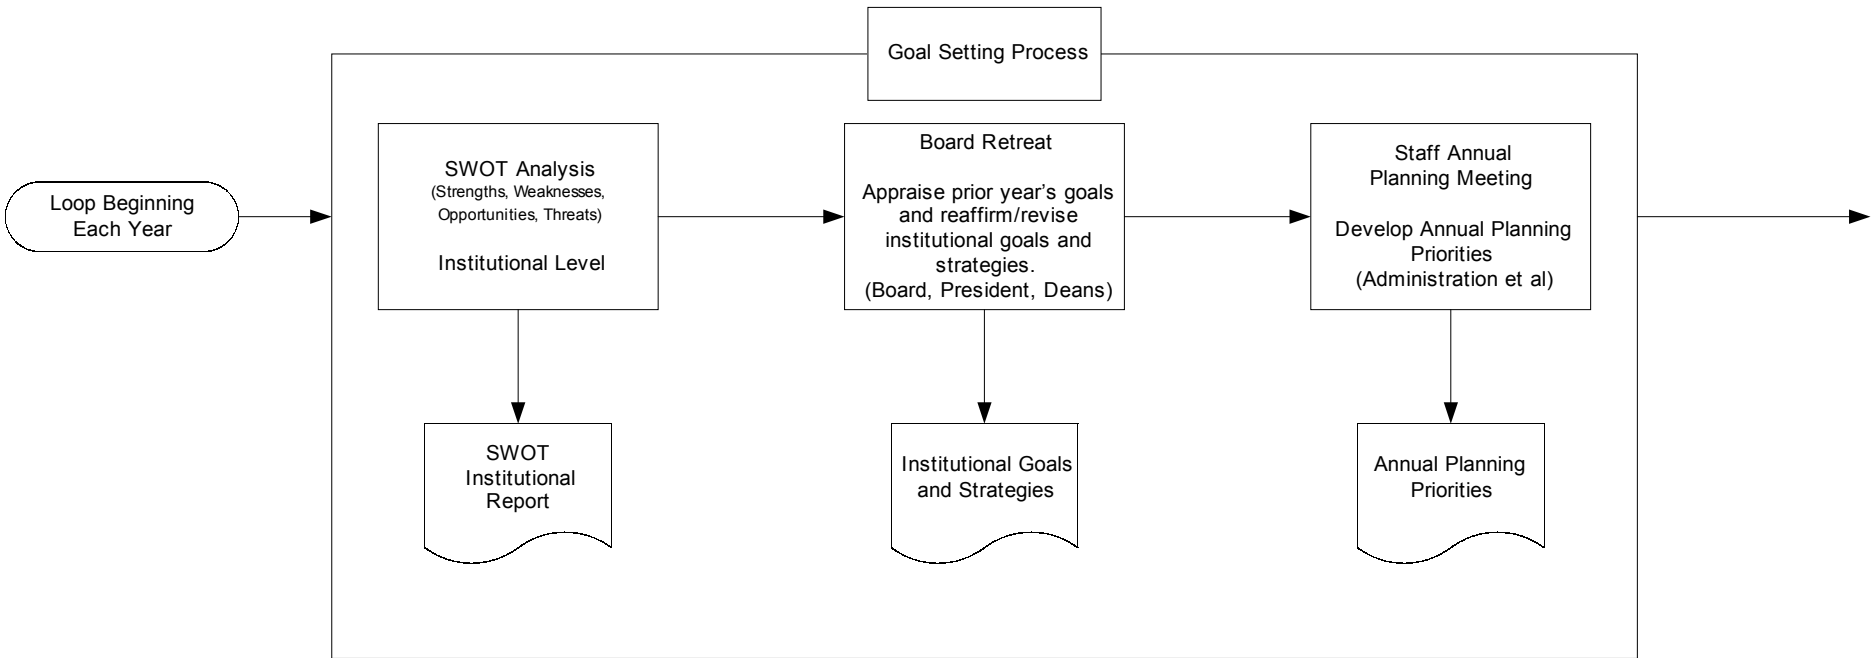 Goal Setting Process
Loop Beginning
Each Year
SWOT Analysis
(Strengths, Weaknesses,
Opportunities, Threats)
Institutional Level
Board Retreat
Appraise prior year’s goals
and reaffirm/revise
institutional goals and
strategies.
(Board, President, Deans)
Staff Annual
Planning Meeting
Develop Annual Planning
Priorities
(Administration et al)
SWOT
Institutional
Report
Institutional Goals
and Strategies
Annual Planning
Priorities